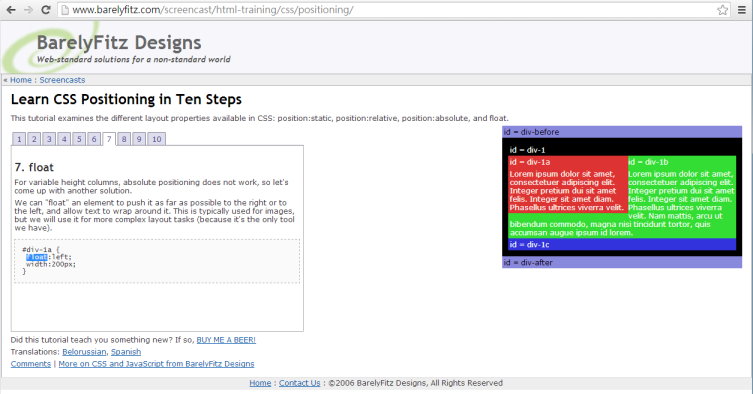 www.barelyfitz.com/screencast/html-training/css/positioning/
BarelyFitz Designs
Web-standard solutions for a non-standard world
« Home : Screencasts
Learn CSS Positioning in Ten Steps
This tutorial examines the different layout properties available in CSS: position:static, position:relative, position:absolute, and float.
1 2 3 4 5 6 7 8 9 10
7. float
For variable height columns, absolute positioning does not work, so let's
come up with another solution.
We can "float" an element to push it as far as possible to the right or to
the left, and allow text to wrap around it. This is typically used for images,
but we will use it for more complex layout tasks (because it's the only tool
we have).
#div-1a {
float:left;
width:200px;
}
id = div-before
id = div-1
id = div-1a
Lorem ipsum dolor sit amet,
consectetuer adipiscing elit.
Integer pretium dui sit amet
felis. Integer sit amet diam.
Phasellus ultrices viverra velit.
id = div-1b
Lorem ipsum dolor sit amet,
consectetuer adipiscing elit.
Integer pretium dui sit amet
felis. Integer sit amet diam.
Phasellus ultrices viverra
velit. Nam mattis, arcu ut
bibendum commodo, magna nisi tincidunt tortor, quis
accumsan augue ipsum id lorem.
id = div-1c
id = div-after
Did this tutorial teach you something new? If so, BUY ME A BEER!
Translations: Belorussian, Spanish
Comments | More on CSS and JavaScript from BarelyFitz Designs
Home : Contact Us : ©2006 BarelyFitz Designs, All Rights Reserved